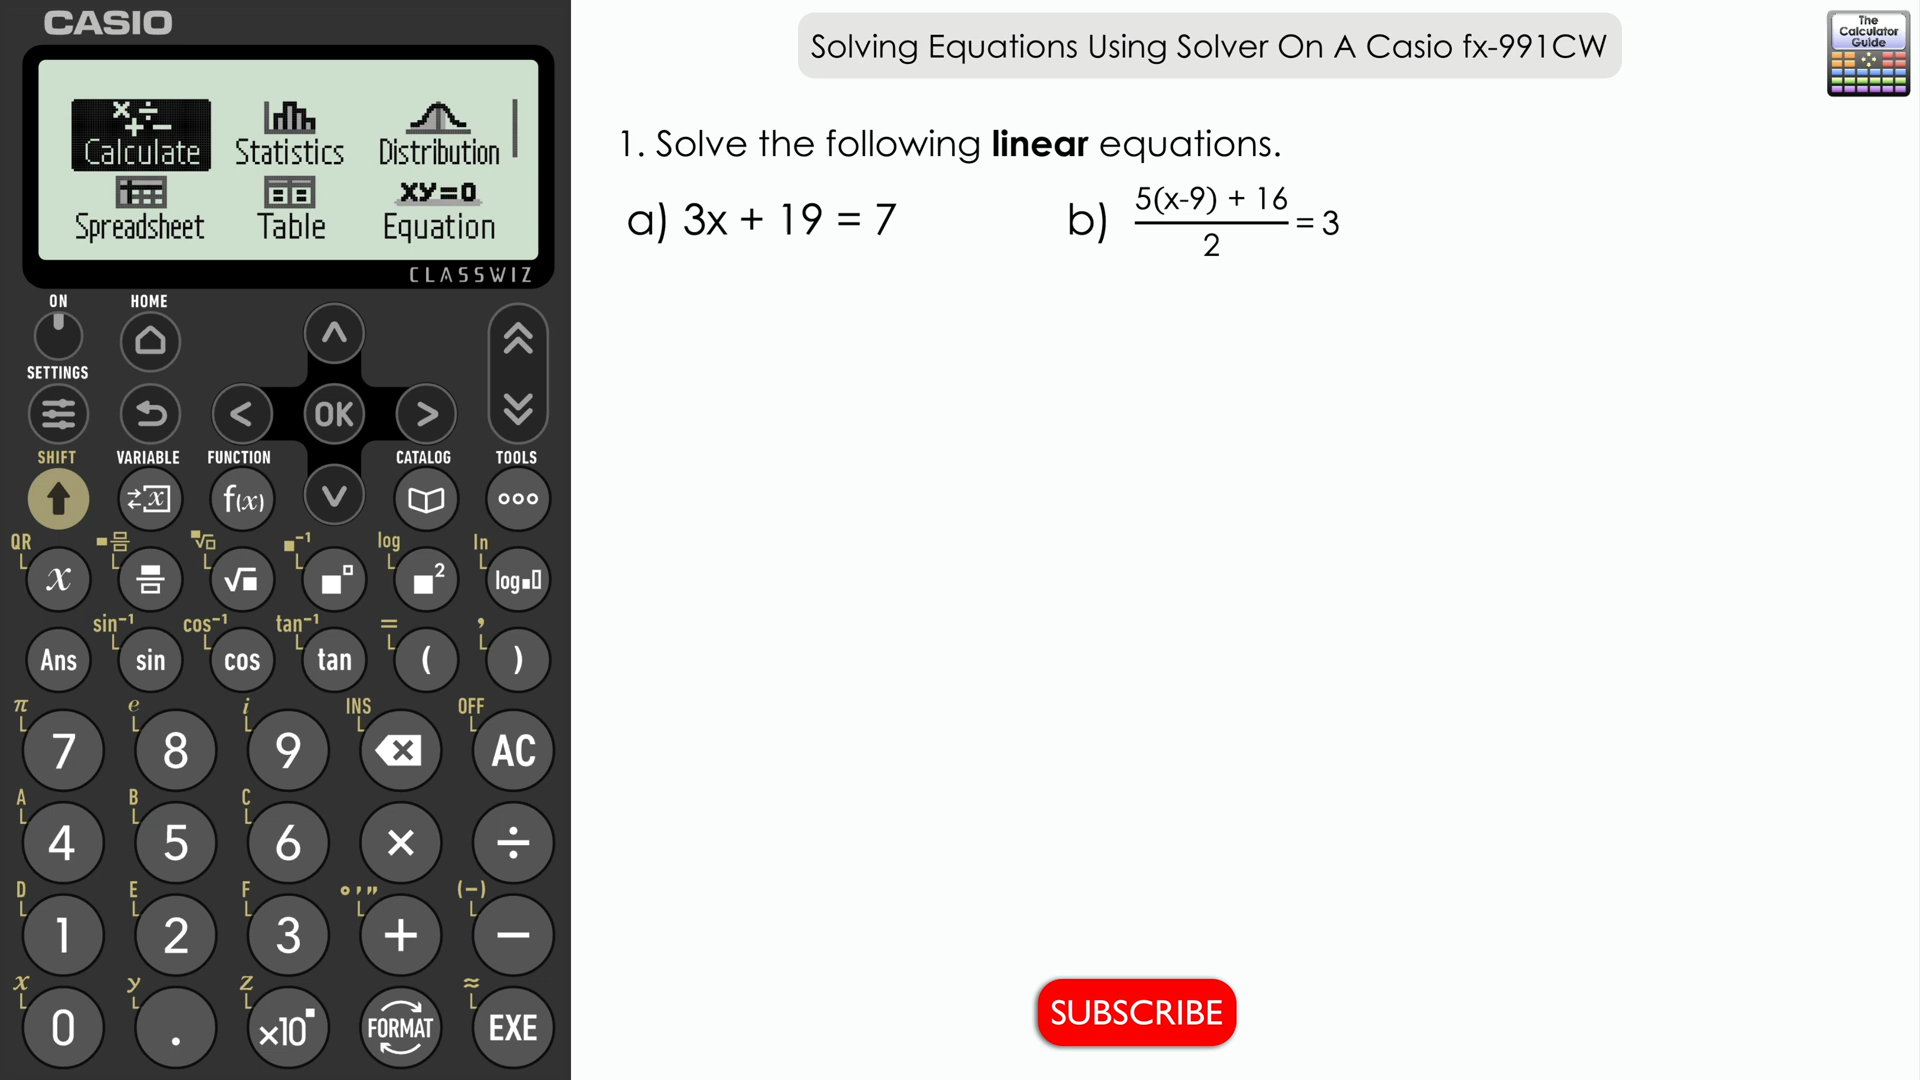 CASIO
Calculate Statistics Distribution
Spreadsheet Table XY=0 Equation
CLASSWIZ
ON HOME
SETTINGS
OK
SHIFT VARIABLE FUNCTION CATALOG TOOLS
x f(x) ooo
QR ■√□ ■⁻¹ log ln
x √■ ■□ ■² log■□
sin⁻¹ cos⁻¹ tan⁻¹ = ,
Ans sin cos tan ( )
π e i INS OFF
7 8 9 AC
A B C
4 5 6 × ÷
D E F ° ′ ″ (−)
1 2 3 + −
x y z ≈
0 . ×10■ FORMAT EXE
Solving Equations Using Solver On A Casio fx-991CW
The
Calculator
Guide
1. Solve the following linear equations.
a) 3x + 19 = 7
b) 5(x-9) + 16
2
= 3
SUBSCRIBE